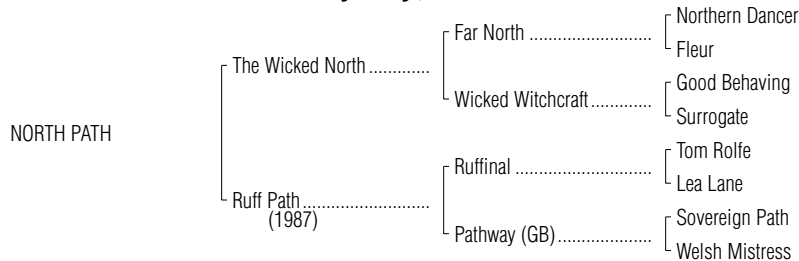 Northern Dancer
Far North ..............................
Fleur
The Wicked North .............
Good Behaving
Wicked Witchcraft .............
Surrogate
NORTH PATH
Tom Rolfe
Ruffinal ..................................
Lea Lane
Ruff Path ...........................
(1987)
Sovereign Path
Pathway (GB) ....................
Welsh Mistress